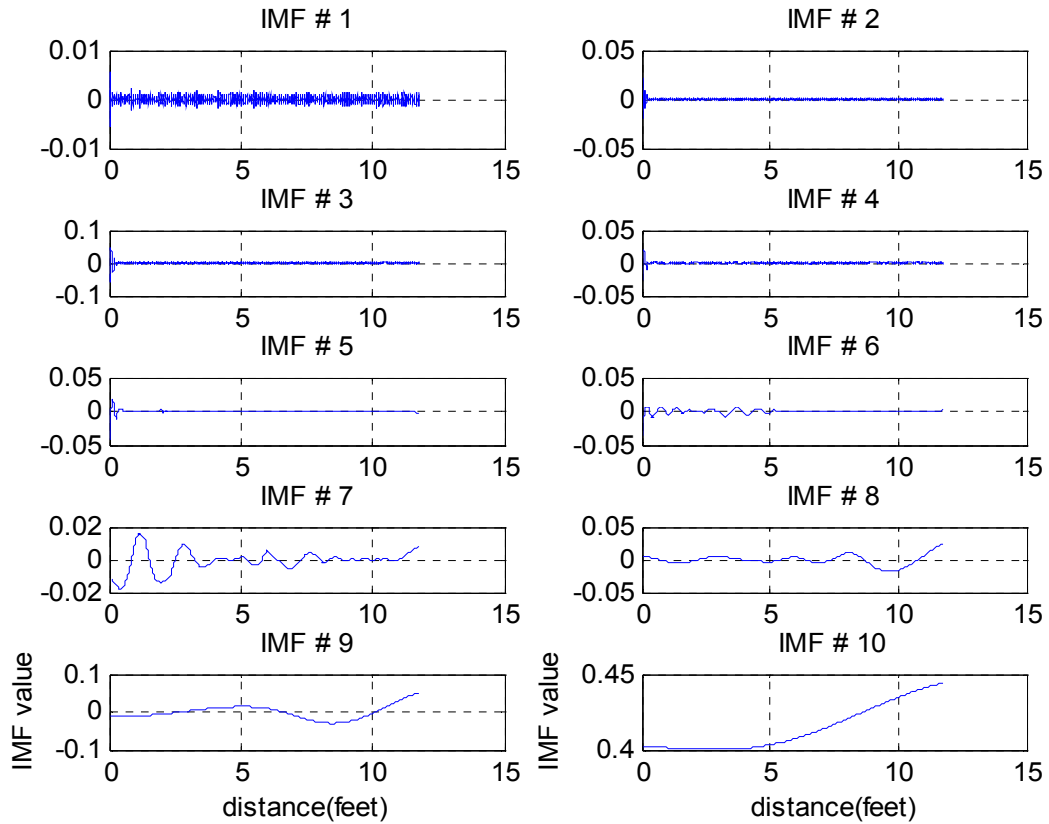 IMF # 1
0.01
0
-0.01
0 5 10 15
IMF # 2
0.05
0
-0.05
0 5 10 15
IMF # 3
0.1
0
-0.1
0 5 10 15
IMF # 4
0.05
0
-0.05
0 5 10 15
IMF # 5
0.05
0
-0.05
0 5 10 15
IMF # 6
0.05
0
-0.05
0 5 10 15
IMF # 7
0.02
0
-0.02
0 5 10 15
IMF # 8
0.05
0
-0.05
0 5 10 15
IMF # 9
IMF value
0.1
0
-0.1
0 5 10 15
distance(feet)
IMF # 10
IMF value
0.45
0.4
0 5 10 15
distance(feet)